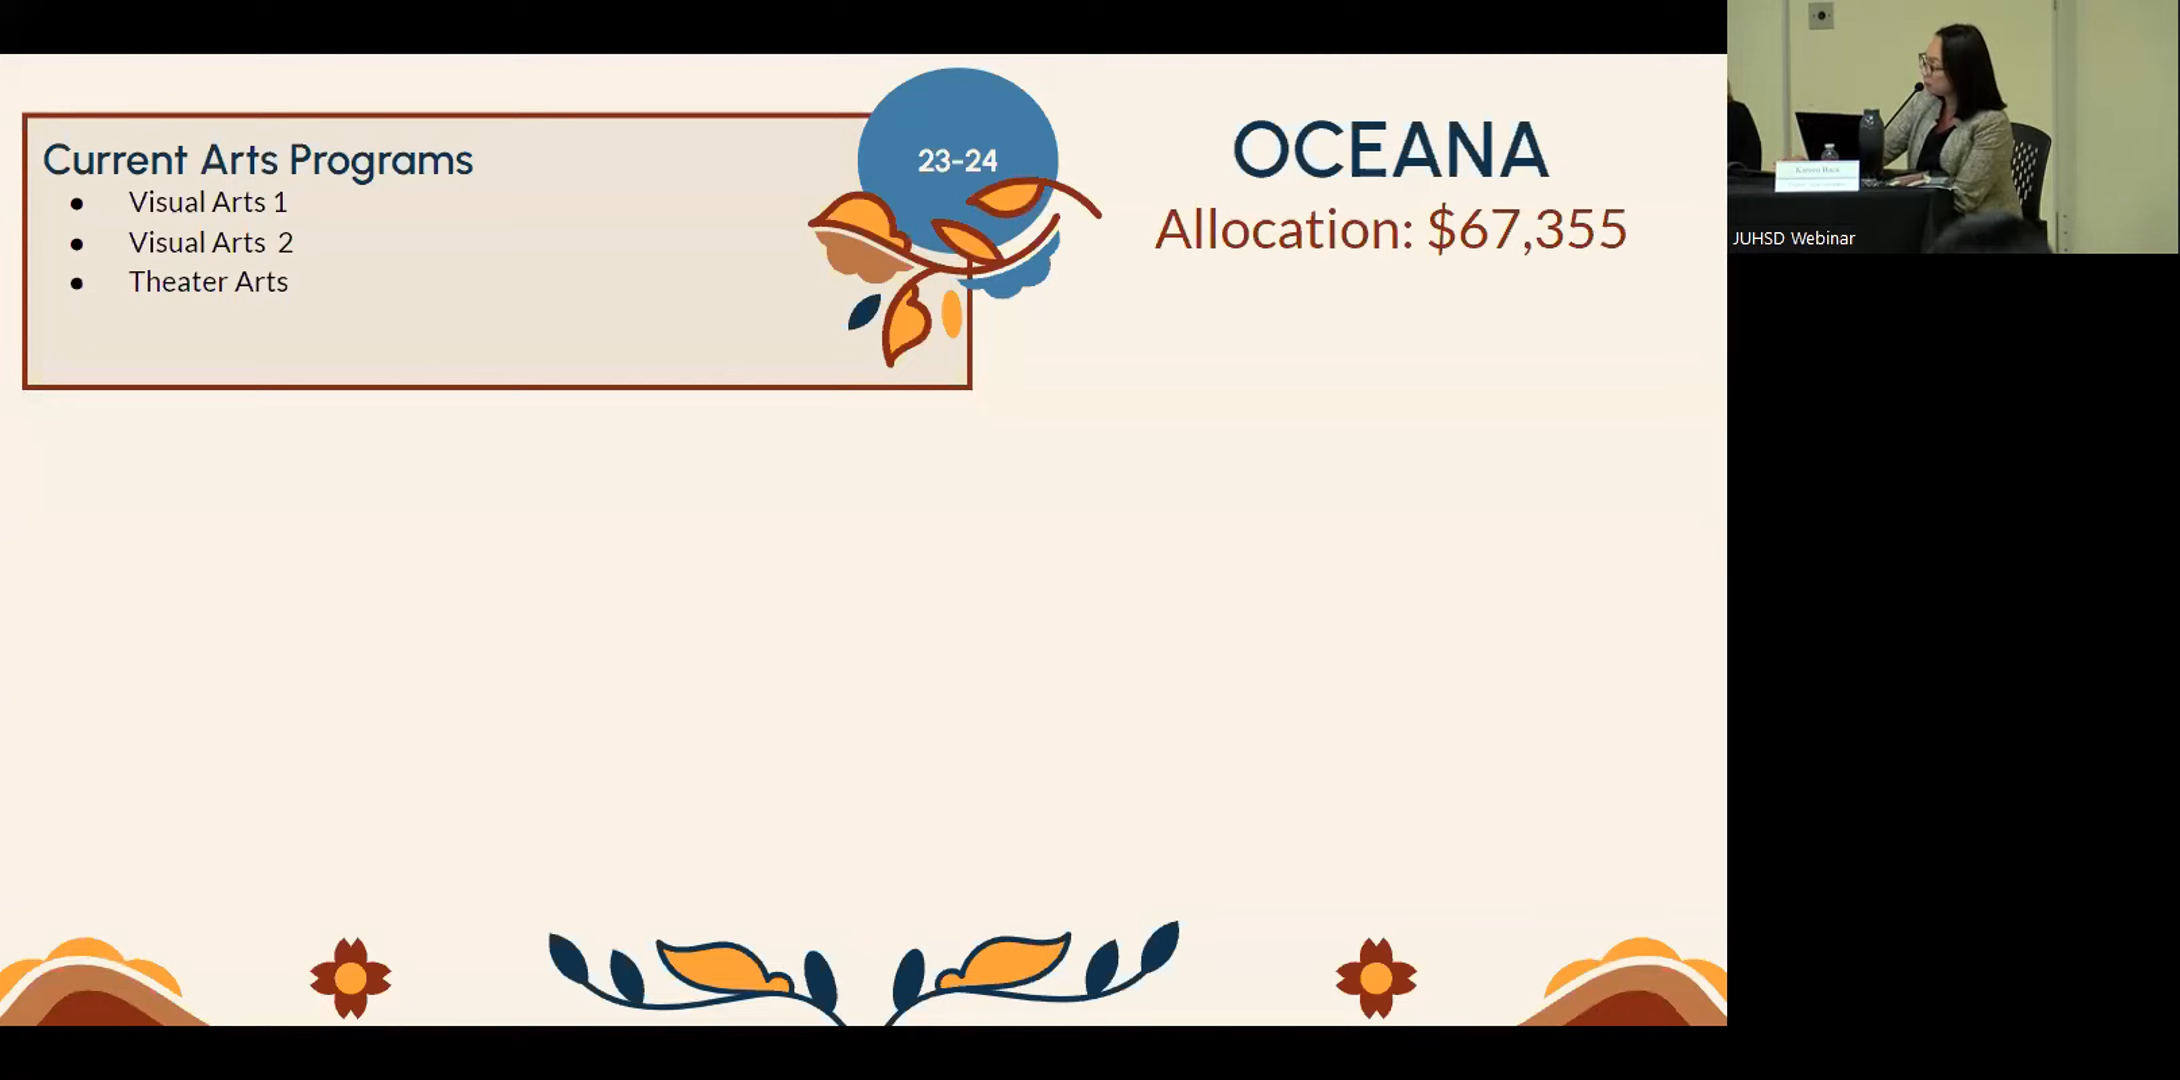 Current Arts Programs
Visual Arts 1
Visual Arts 2
Theater Arts
23-24
OCEANA
Allocation: $67,355
JUHSD Webinar